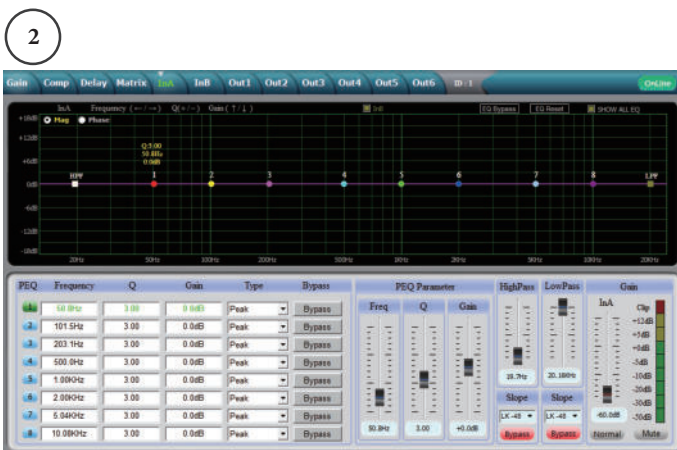 2
Gain Comp Delay Matrix InA InB Out1 Out2 Out3 Out4 Out5 Out6 ID : 1 OnLine
InA Frequency (←/→) Q(+/−) Gain (↑/↓) EQ Bypass EQ Reset SHOW ALL EQ
+18dB Mag Phase
+12dB
Q:3.00
50.8Hz
+6dB 0.0dB
HPF 1 2 3 4 5 6 7 8 LPF
0dB
-6dB
-12dB
-18dB
20Hz 50Hz 100Hz 200Hz 500Hz 1KHz 2KHz 5KHz 10KHz 20KHz
PEQ Frequency Q Gain Type Bypass PEQ Parameter HighPass LowPass Gain
1 50.8Hz 3.00 0.0dB Peak Bypass Freq Q Gain InA Clip
2 101.5Hz 3.00 0.0dB Peak Bypass +12dB
+5dB
3 203.1Hz 3.00 0.0dB Peak Bypass +0dB
4 500.0Hz 3.00 0.0dB Peak Bypass -5dB
5 1.00KHz 3.00 0.0dB Peak Bypass 19.7Hz 20.16KHz -10dB
6 2.00KHz 3.00 0.0dB Peak Bypass Slope Slope -20dB
-30dB
7 5.04KHz 3.00 0.0dB Peak Bypass LK-48 LK-48 -60.0dB -50dB
8 10.08KHz 3.00 0.0dB Peak Bypass 50.8Hz 3.00 +0.0dB Bypass Bypass Normal Mute